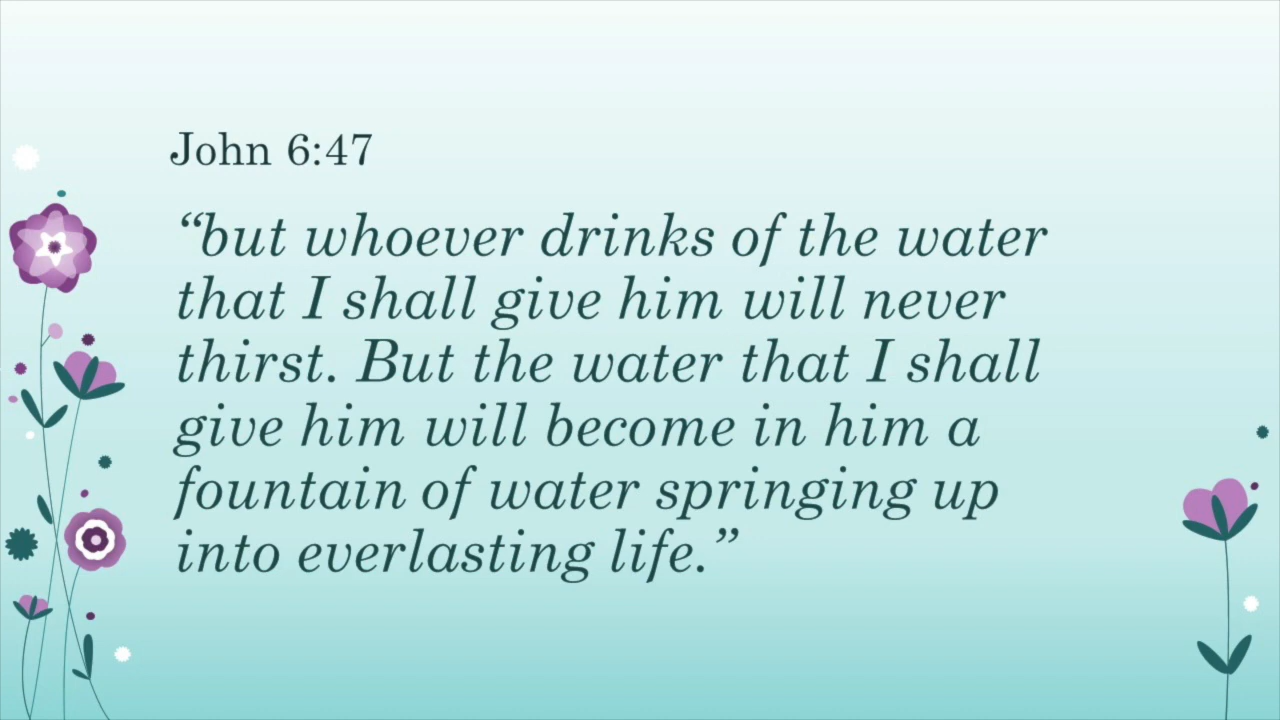 John 6:47
“but whoever drinks of the water
that I shall give him will never
thirst. But the water that I shall
give him will become in him a
fountain of water springing up
into everlasting life.”